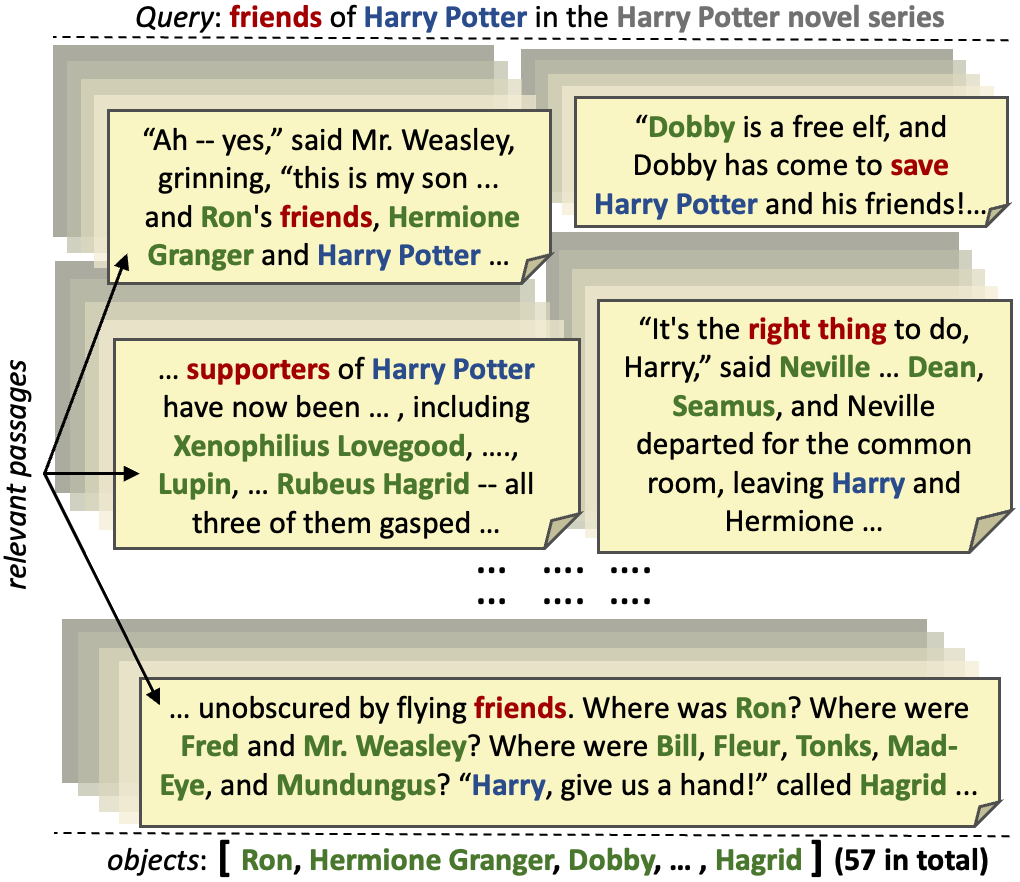 Query: friends of Harry Potter in the Harry Potter novel series
“Ah -- yes,” said Mr. Weasley,
grinning, “this is my son ...
and Ron's friends, Hermione
Granger and Harry Potter ...
“Dobby is a free elf, and
Dobby has come to save
Harry Potter and his friends!...
relevant passages
... supporters of Harry Potter
have now been ... , including
Xenophilius Lovegood, ....,
Lupin, ... Rubeus Hagrid -- all
three of them gasped ...
“It's the right thing to do,
Harry,” said Neville ... Dean,
Seamus, and Neville
departed for the common
room, leaving Harry and
Hermione ...
... .... ....
... .... ....
... unobscured by flying friends. Where was Ron? Where were
Fred and Mr. Weasley? Where were Bill, Fleur, Tonks, Mad-
Eye, and Mundungus? “Harry, give us a hand!” called Hagrid ...
objects: [ Ron, Hermione Granger, Dobby, ... , Hagrid ] (57 in total)